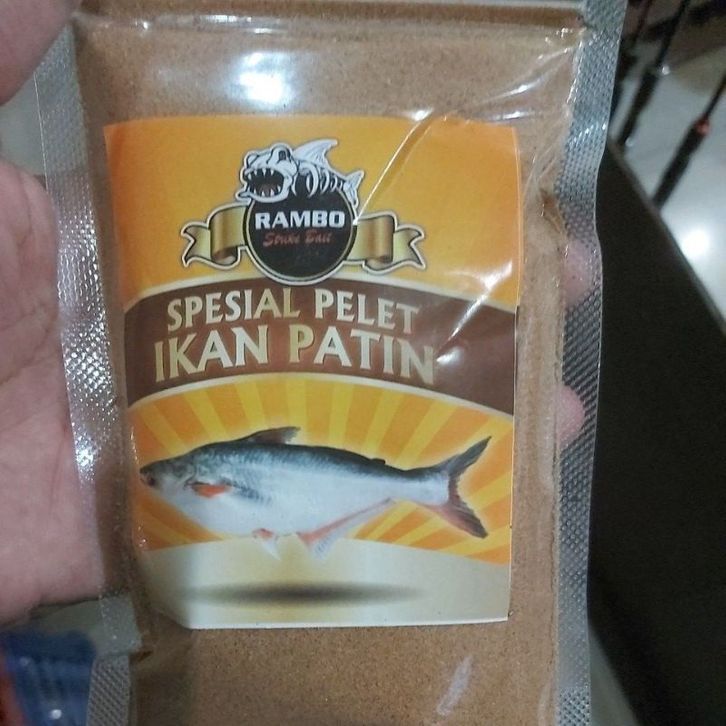 RAMBO
Strike Bait
SPESIAL PELET
IKAN PATIN